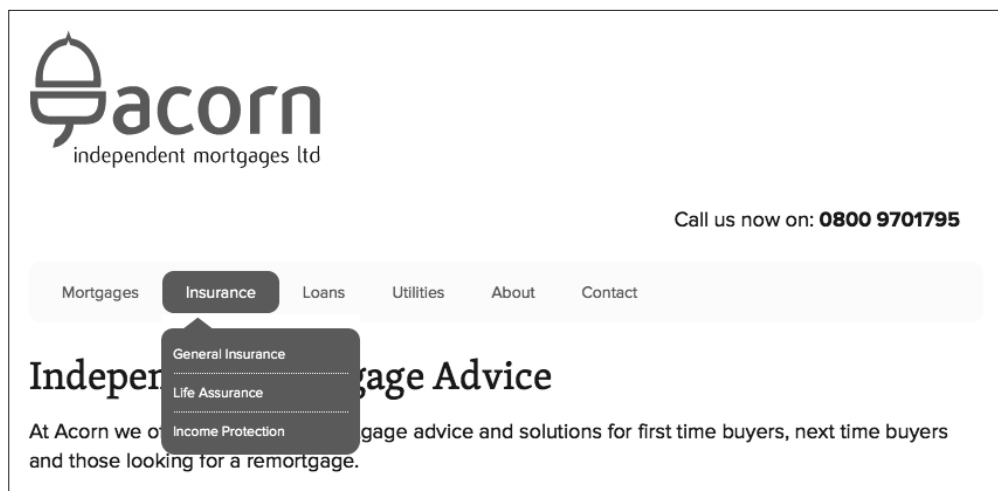 acorn
independent mortgages ltd
Call us now on: 0800 9701795
Mortgages Insurance Loans Utilities About Contact
General Insurance
Life Assurance
Income Protection
Advice
At Acorn we gage advice and solutions for first time buyers, next time buyers
and those looking for a remortgage.